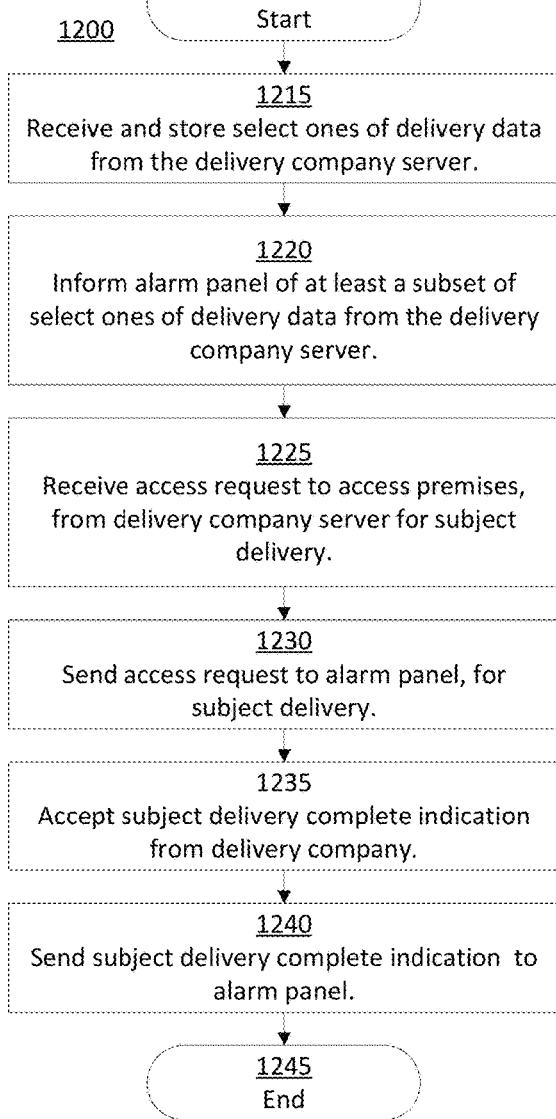 1200
Start
1215
Receive and store select ones of delivery data
from the delivery company server.
1220
Inform alarm panel of at least a subset of
select ones of delivery data from the delivery
company server.
1225
Receive access request to access premises,
from delivery company server for subject
delivery.
1230
Send access request to alarm panel, for
subject delivery.
1235
Accept subject delivery complete indication
from delivery company.
1240
Send subject delivery complete indication to
alarm panel.
1245
End